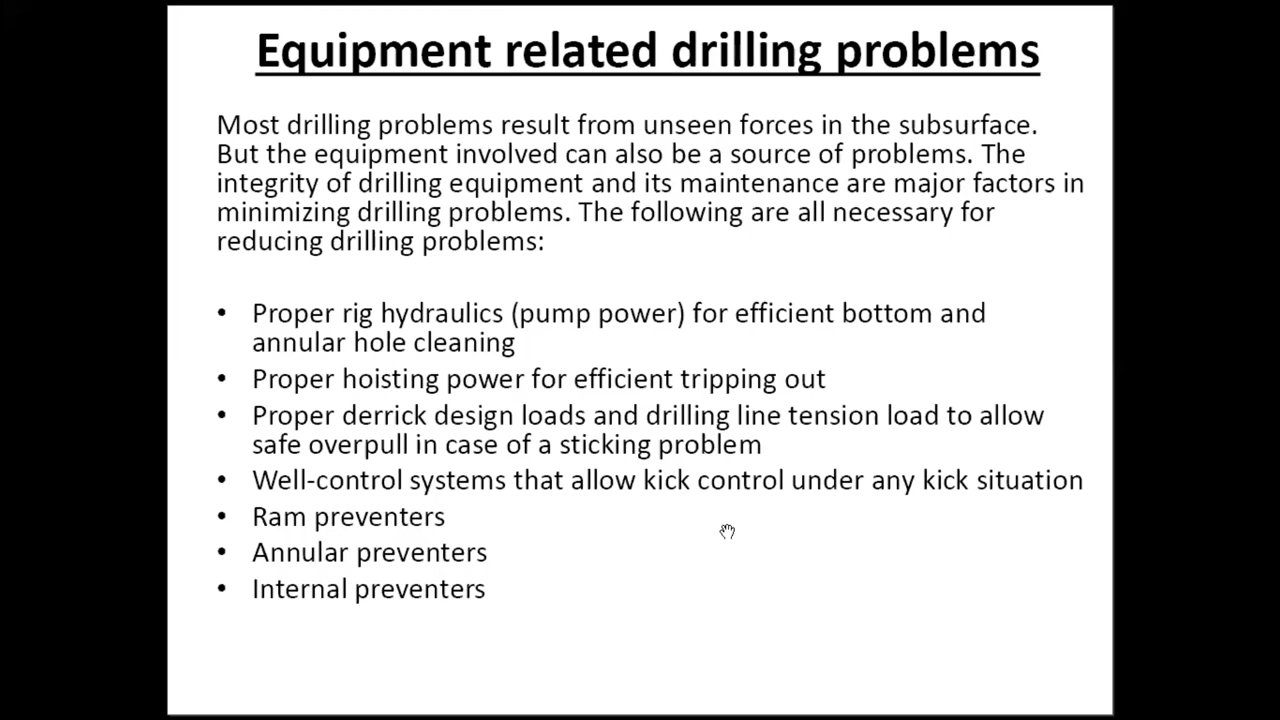 Equipment related drilling problems
Most drilling problems result from unseen forces in the subsurface.
But the equipment involved can also be a source of problems. The
integrity of drilling equipment and its maintenance are major factors in
minimizing drilling problems. The following are all necessary for
reducing drilling problems:
• Proper rig hydraulics (pump power) for efficient bottom and
annular hole cleaning
• Proper hoisting power for efficient tripping out
• Proper derrick design loads and drilling line tension load to allow
safe overpull in case of a sticking problem
• Well-control systems that allow kick control under any kick situation
• Ram preventers
• Annular preventers
• Internal preventers